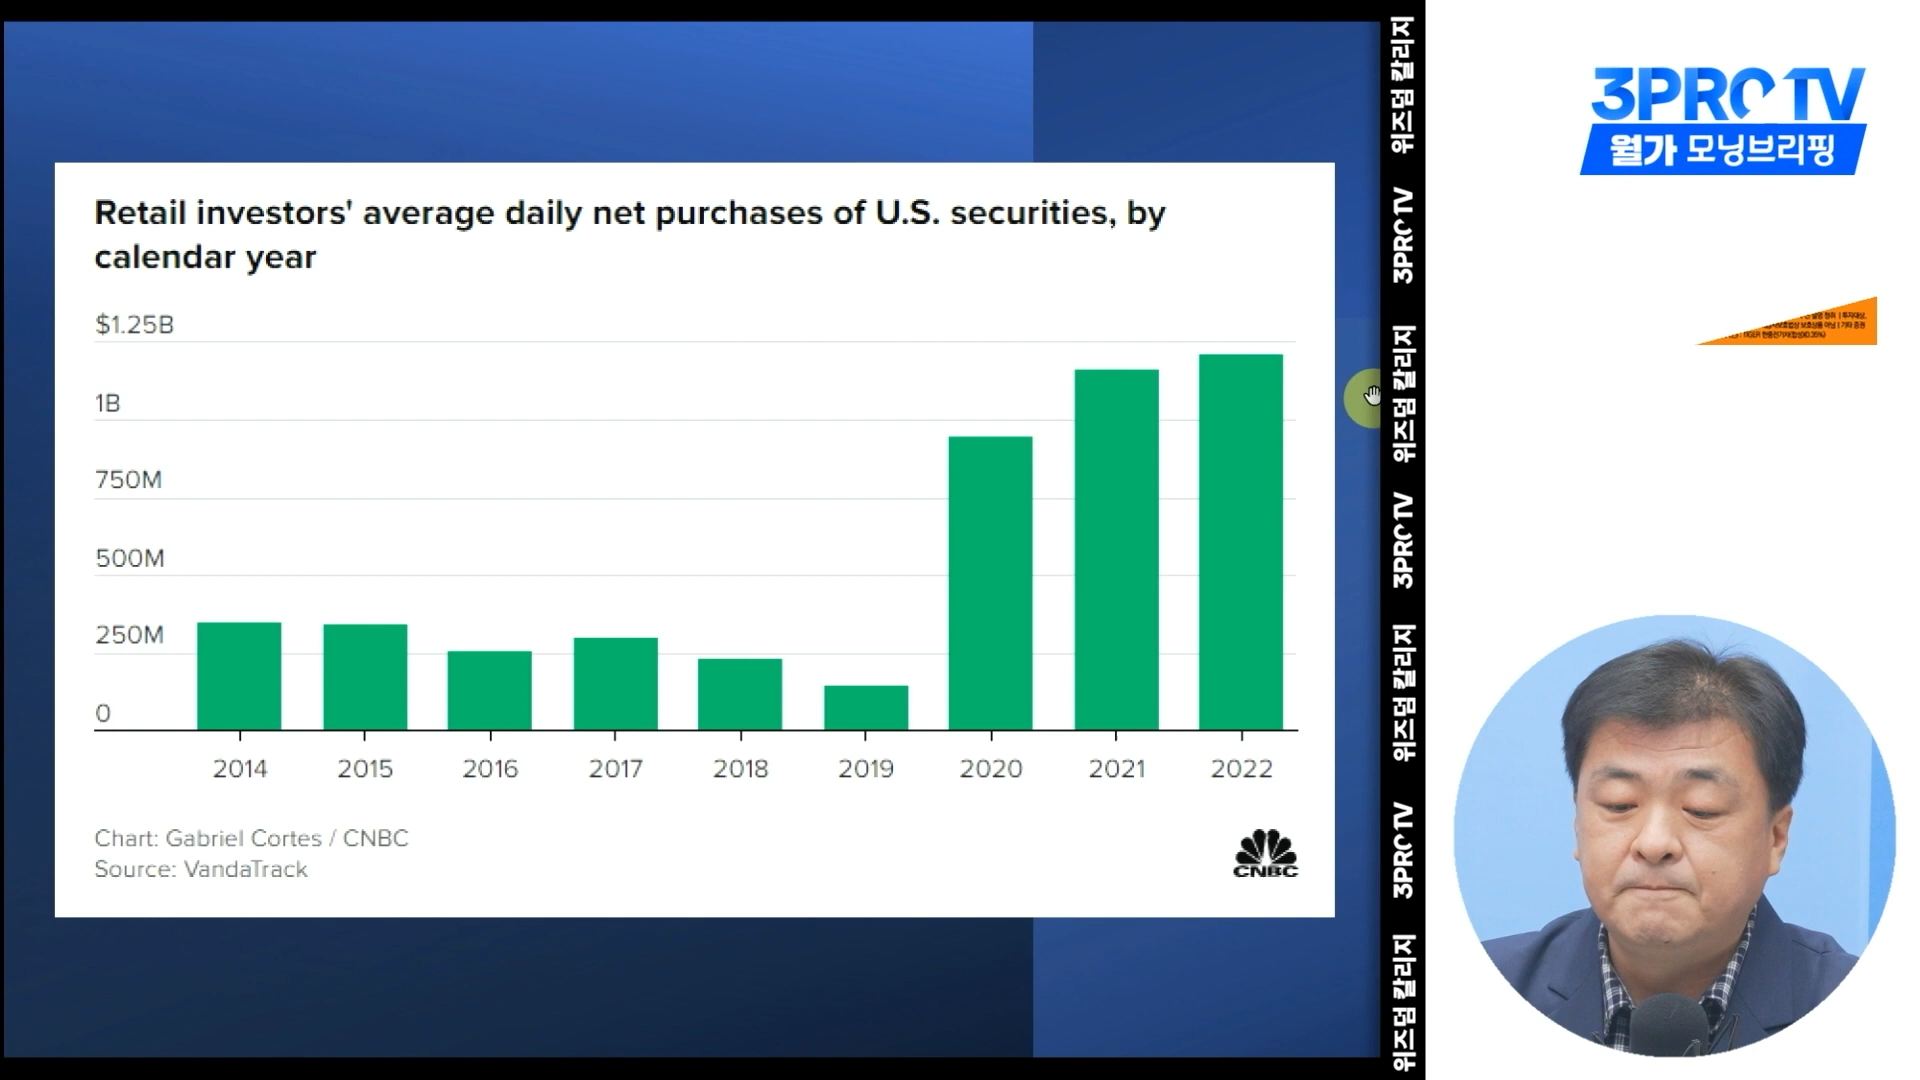 Retail investors' average daily net purchases of U.S. securities, by
calendar year
$1.25B
1B
750M
500M
250M
0
2014 2015 2016 2017 2018 2019 2020 2021 2022
Chart: Gabriel Cortes / CNBC
Source: VandaTrack
CNBC
위즈덤 칼리지
3PROTV
위즈덤 칼리지
3PROTV
위즈덤 칼리지
3PROTV
위즈덤 칼리지
3PROTV
월가 모닝브리핑